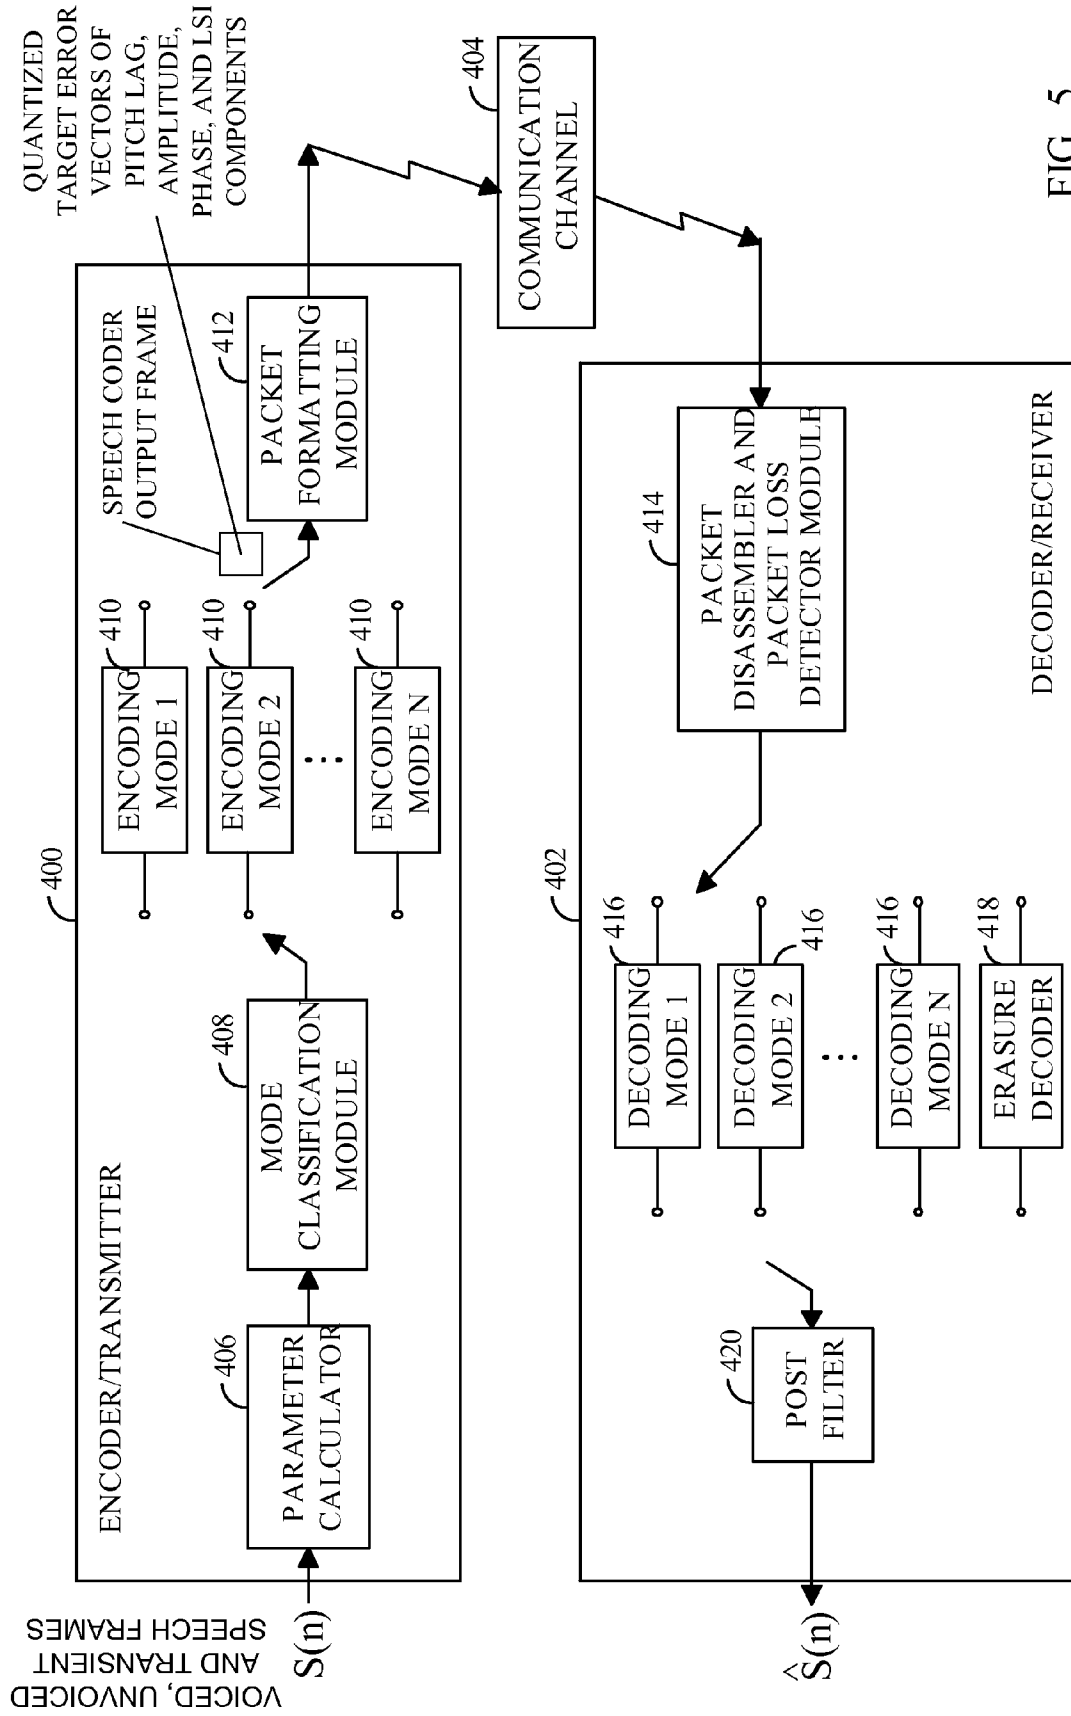 QUANTIZED
TARGET ERROR
VECTORS OF
PITCH LAG,
AMPLITUDE,
PHASE, AND LSI
COMPONENTS
SPEECH CODER
OUTPUT FRAME
400
ENCODER/TRANSMITTER
VOICED, UNVOICED
AND TRANSIENT
SPEECH FRAMES
S(n)
406
PARAMETER
CALCULATOR
408
MODE
CLASSIFICATION
MODULE
410
ENCODING
MODE 1
410
ENCODING
MODE 2
...
410
ENCODING
MODE N
412
PACKET
FORMATTING
MODULE
404
COMMUNICATION
CHANNEL
402
DECODER/RECEIVER
414
PACKET
DISASSEMBLER AND
PACKET LOSS
DETECTOR MODULE
416
DECODING
MODE 1
416
DECODING
MODE 2
...
416
DECODING
MODE N
418
ERASURE
DECODER
420
POST
FILTER
Ŝ(n)
FIG. 5